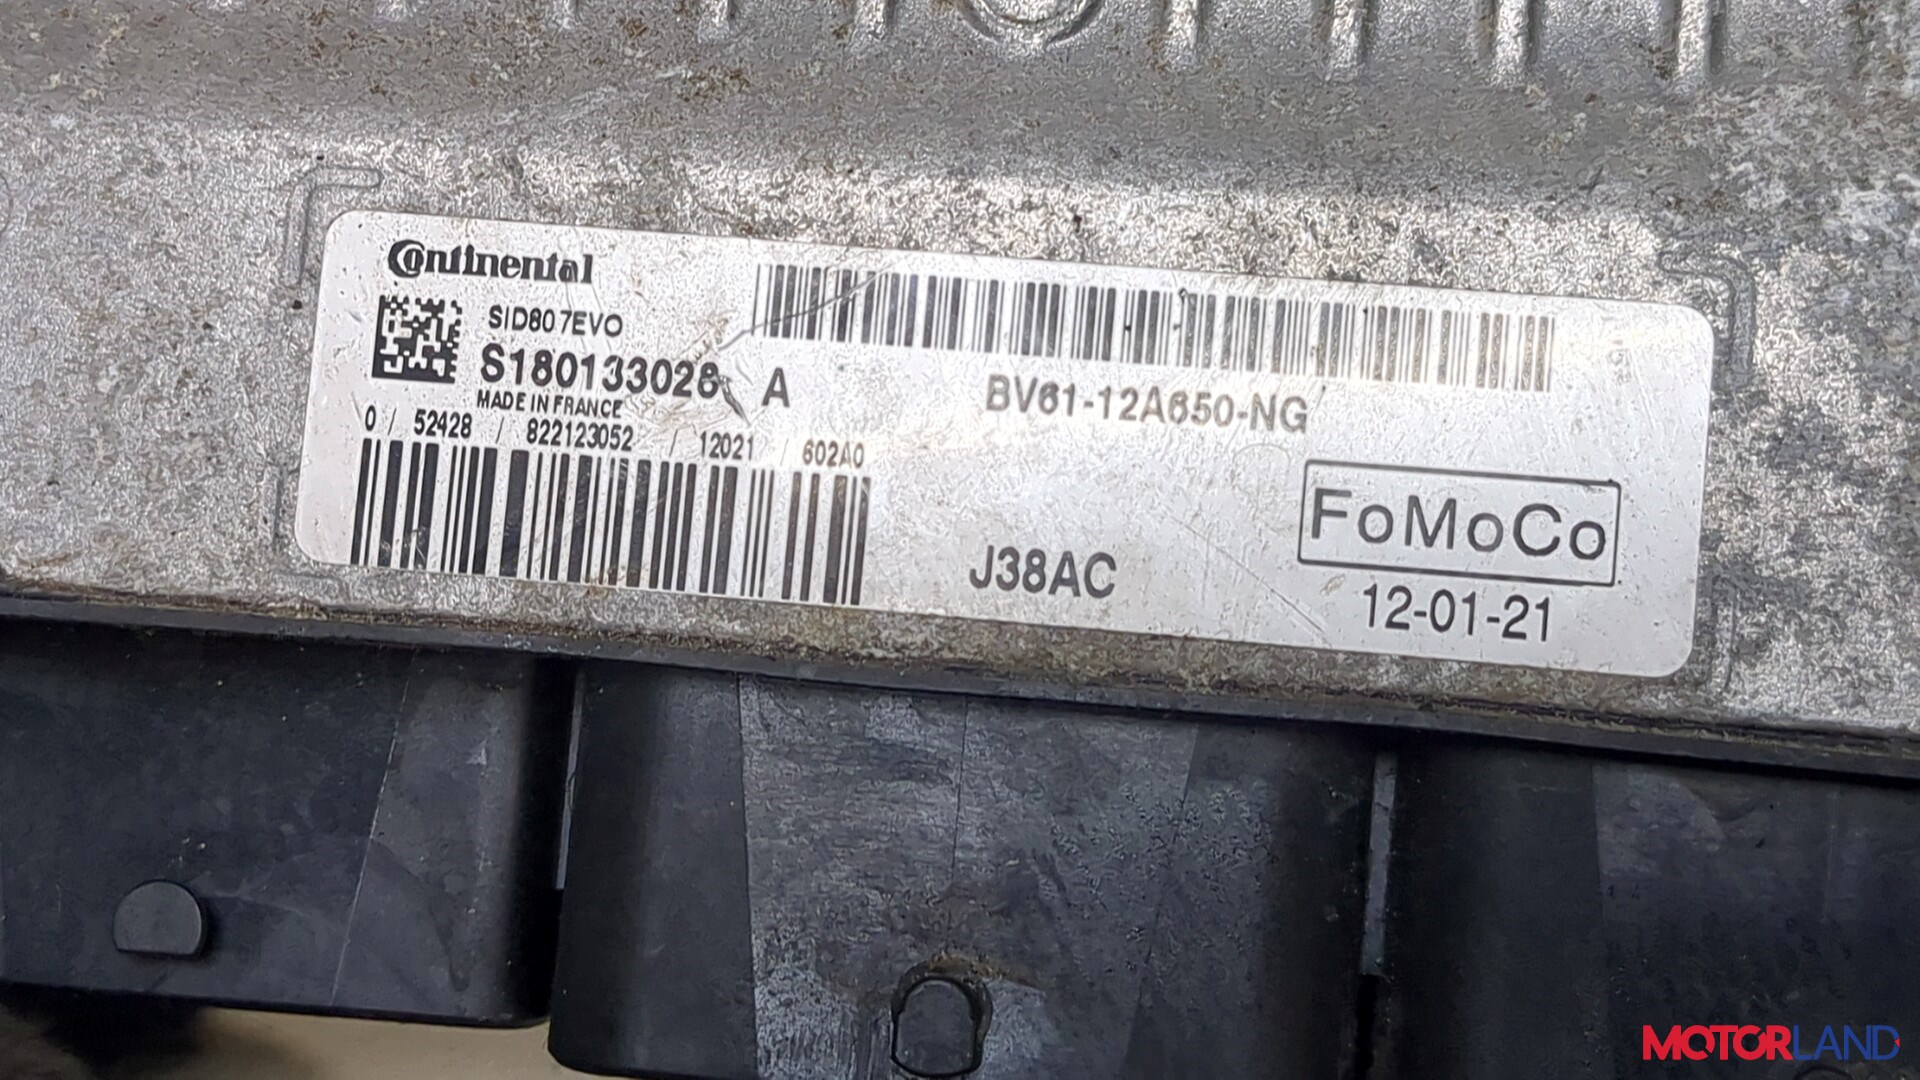 Continental
SID807EVO
S180133028 A
MADE IN FRANCE
0 / 52428 / 822123052 / 12021 / 602A0
BV61-12A650-NG
J38AC
FoMoCo
12-01-21
MOTORLAND